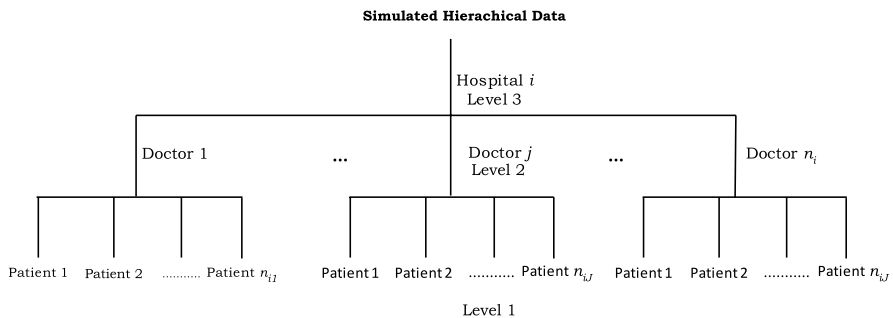 Simulated Hierachical Data
Hospital i
Level 3
Doctor 1 ... Doctor j ... Doctor nᵢ
Level 2
Patient 1 Patient 2 ........... Patient n_i1 Patient 1 Patient 2 ........... Patient n_iJ Patient 1 Patient 2 ........... Patient n_iJ
Level 1